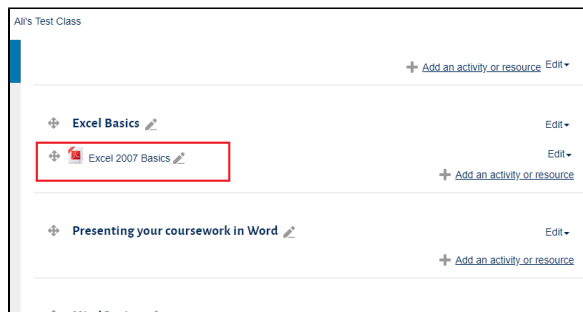 Ali's Test Class
Add an activity or resource Edit
Excel Basics Edit
Excel 2007 Basics Edit
Add an activity or resource
Presenting your coursework in Word Edit
Add an activity or resource